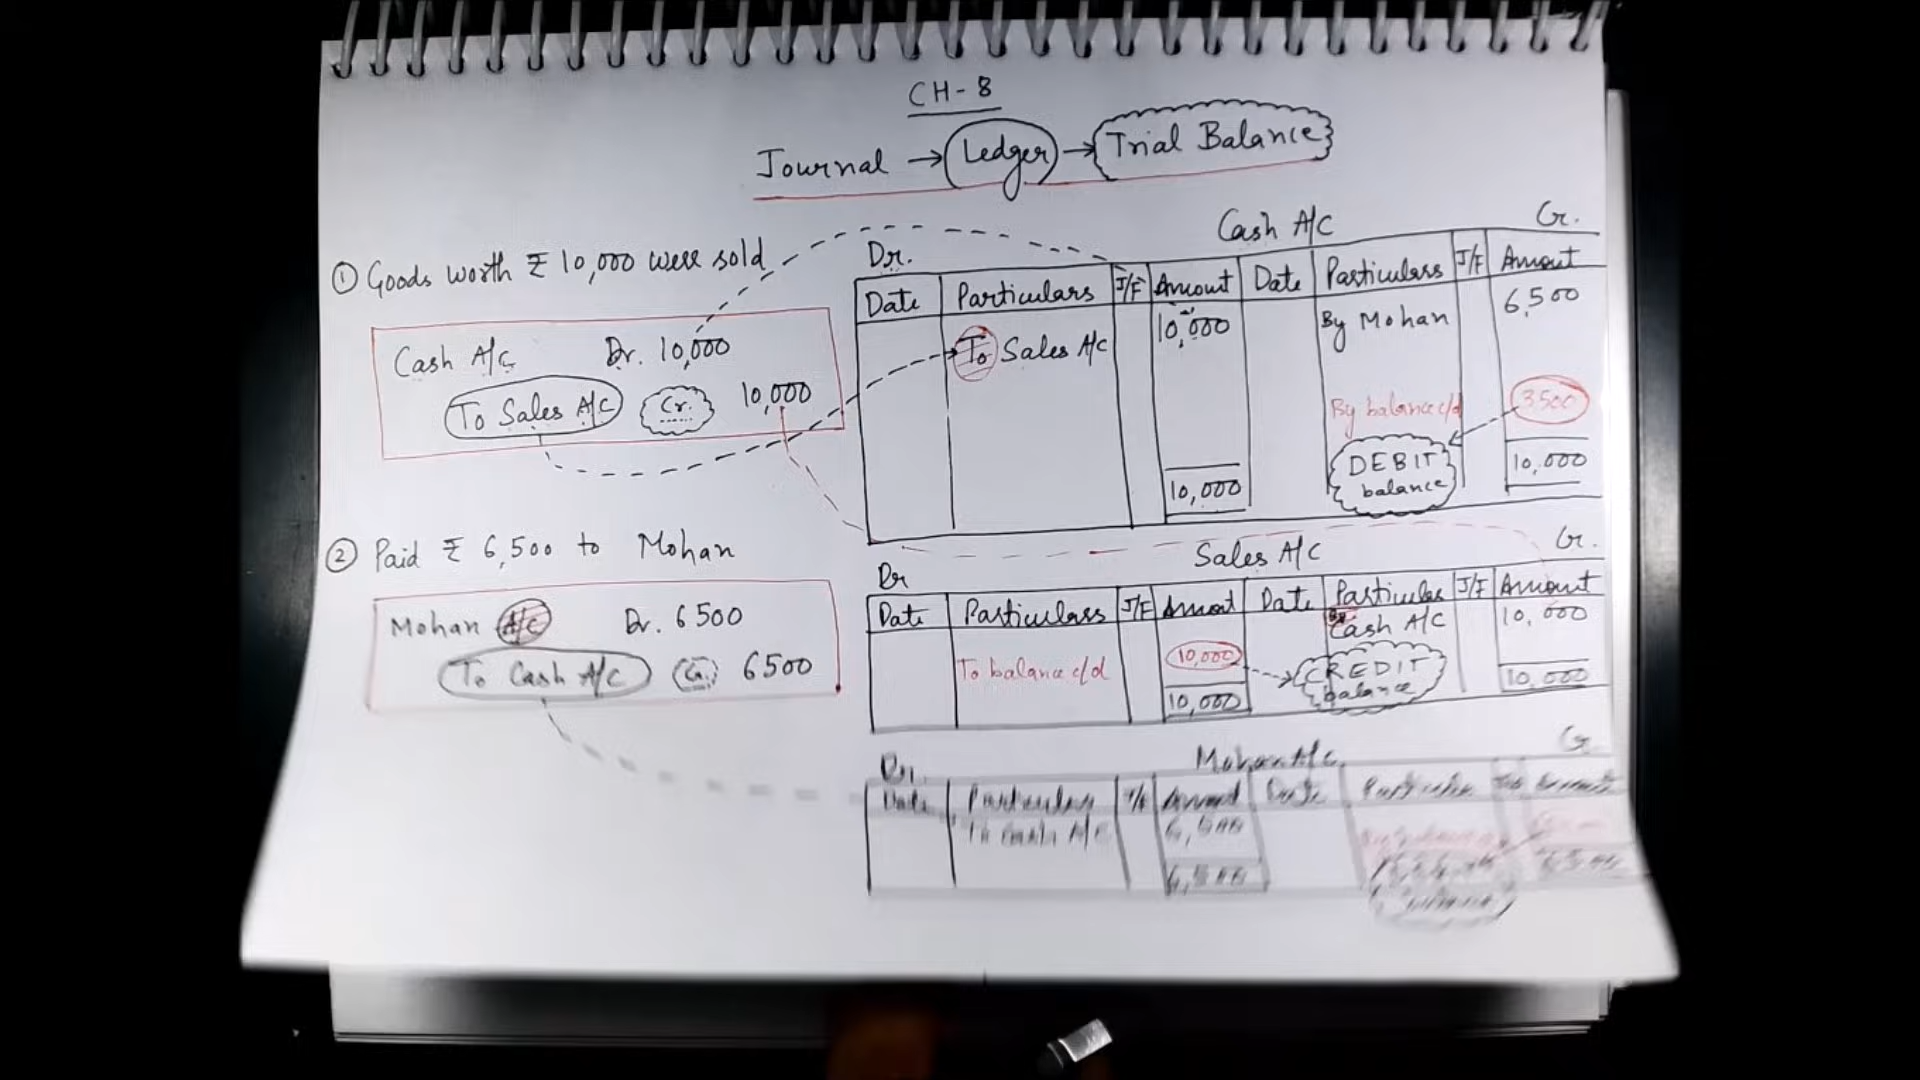 CH-8
Journal → Ledger → Trial Balance
① Goods worth ₹ 10,000 were sold
Cash A/c Dr. 10,000
To Sales A/c Cr. 10,000
② Paid ₹ 6,500 to Mohan
Mohan A/c Dr. 6500
To Cash A/c Cr. 6500
Cash A/C
Dr. Cr.
Date Particulars J/F Amount Date Particulars J/F Amount
To Sales A/c 10,000 By Mohan 6,500
By balance c/d 3500
DEBIT
balance
10,000 10,000
Sales A/C
Dr Cr.
Date Particulars J/F Amount Date Particulars J/F Amount
Cash A/C 10,000
To balance c/d 10,000 CREDIT
balance
10,000 10,000
Mohan A/c
Dr. Cr
Date Particulars J/F Amount Date Particulars
To Cash A/c 6,500
6,500